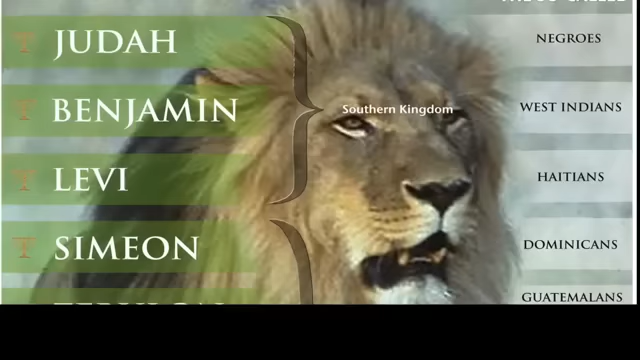 JUDAH
NEGROES
BENJAMIN
Southern Kingdom
WEST INDIANS
LEVI
HAITIANS
SIMEON
DOMINICANS
GUATEMALANS